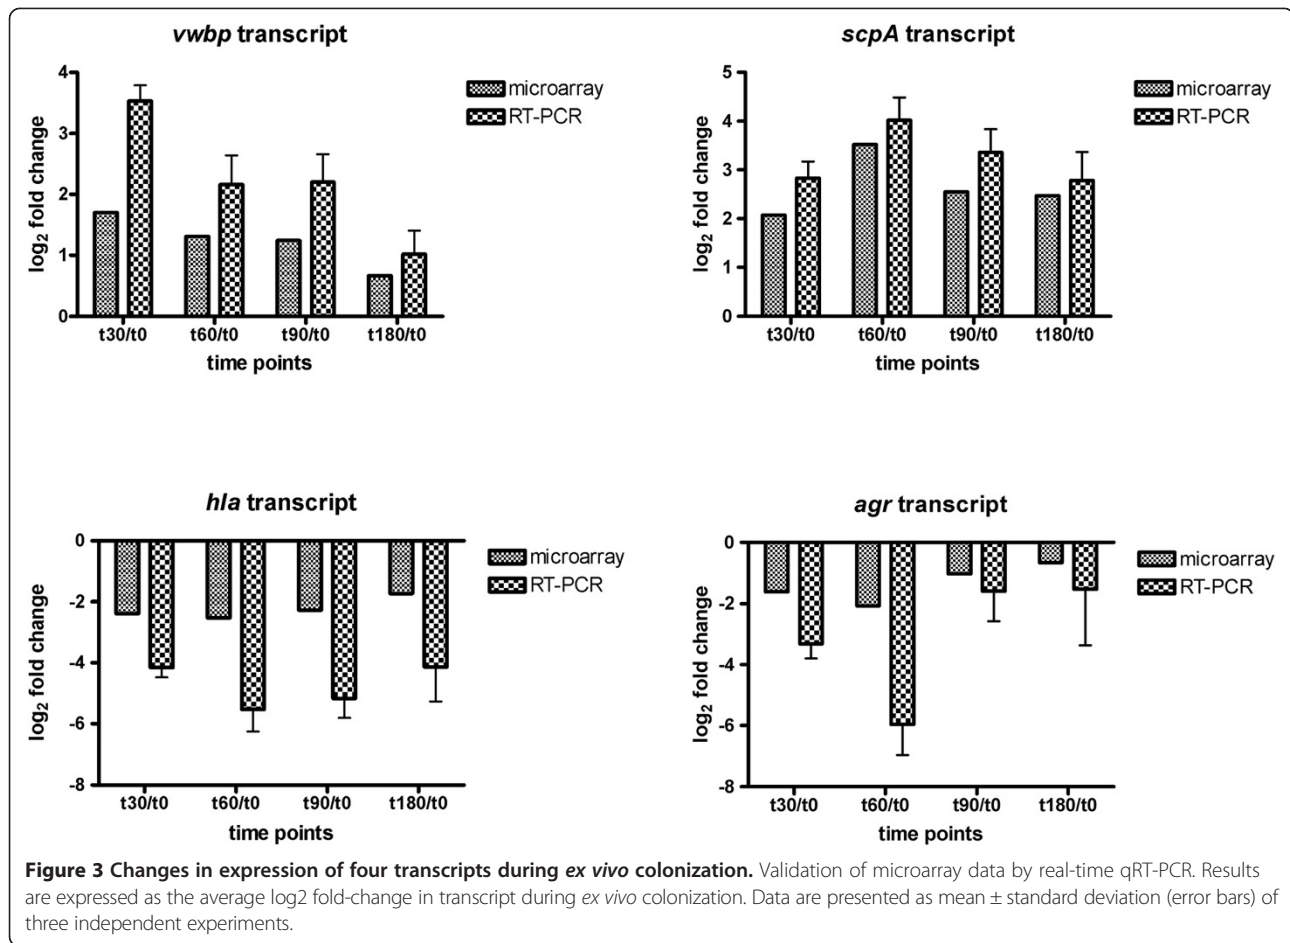 vwbp transcript
4
3
2
1
0
log2 fold change
t30/t0 t60/t0 t90/t0 t180/t0
time points
microarray
RT-PCR
scpA transcript
5
4
3
2
1
0
log2 fold change
t30/t0 t60/t0 t90/t0 t180/t0
time points
microarray
RT-PCR
hla transcript
0
-2
-4
-6
-8
log2 fold change
t30/t0 t60/t0 t90/t0 t180/t0
time points
microarray
RT-PCR
agr transcript
0
-2
-4
-6
-8
log2 fold change
t30/t0 t60/t0 t90/t0 t180/t0
time points
microarray
RT-PCR
Figure 3 Changes in expression of four transcripts during ex vivo colonization. Validation of microarray data by real-time qRT-PCR. Results
are expressed as the average log2 fold-change in transcript during ex vivo colonization. Data are presented as mean ± standard deviation (error bars) of
three independent experiments.